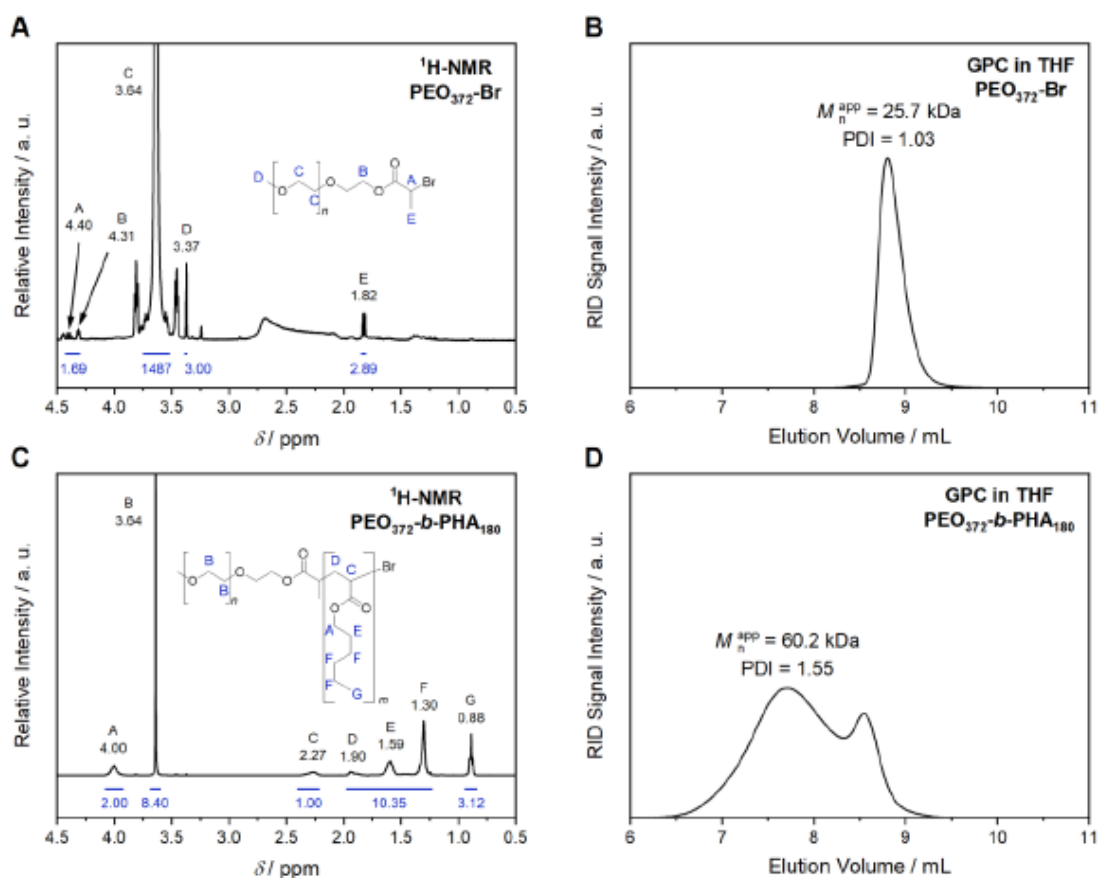 A
¹H-NMR
PEO₃₇₂-Br
C
3.64
A
4.40
B
4.31
D
3.37
E
1.82
D
O
C
C
n
O
B
O
O
A
Br
E
1.69
1487
3.00
2.89
4.5 4.0 3.5 3.0 2.5 2.0 1.5 1.0 0.5
δ / ppm
Relative Intensity / a. u.
B
GPC in THF
PEO₃₇₂-Br
Mₙᵃᵖᵖ = 25.7 kDa
PDI = 1.03
6 7 8 9 10 11
Elution Volume / mL
RID Signal Intensity / a. u.
C
¹H-NMR
PEO₃₇₂-b-PHA₁₈₀
B
3.64
O
B
B
n
O
O
O
D
C
Br
O
O
A
E
F
F
F
G
m
A
4.00
C
2.27
D
1.90
E
1.59
F
1.30
G
0.88
2.00
8.40
1.00
10.35
3.12
4.5 4.0 3.5 3.0 2.5 2.0 1.5 1.0 0.5
δ / ppm
Relative Intensity / a. u.
D
GPC in THF
PEO₃₇₂-b-PHA₁₈₀
Mₙᵃᵖᵖ = 60.2 kDa
PDI = 1.55
6 7 8 9 10 11
Elution Volume / mL
RID Signal Intensity / a. u.